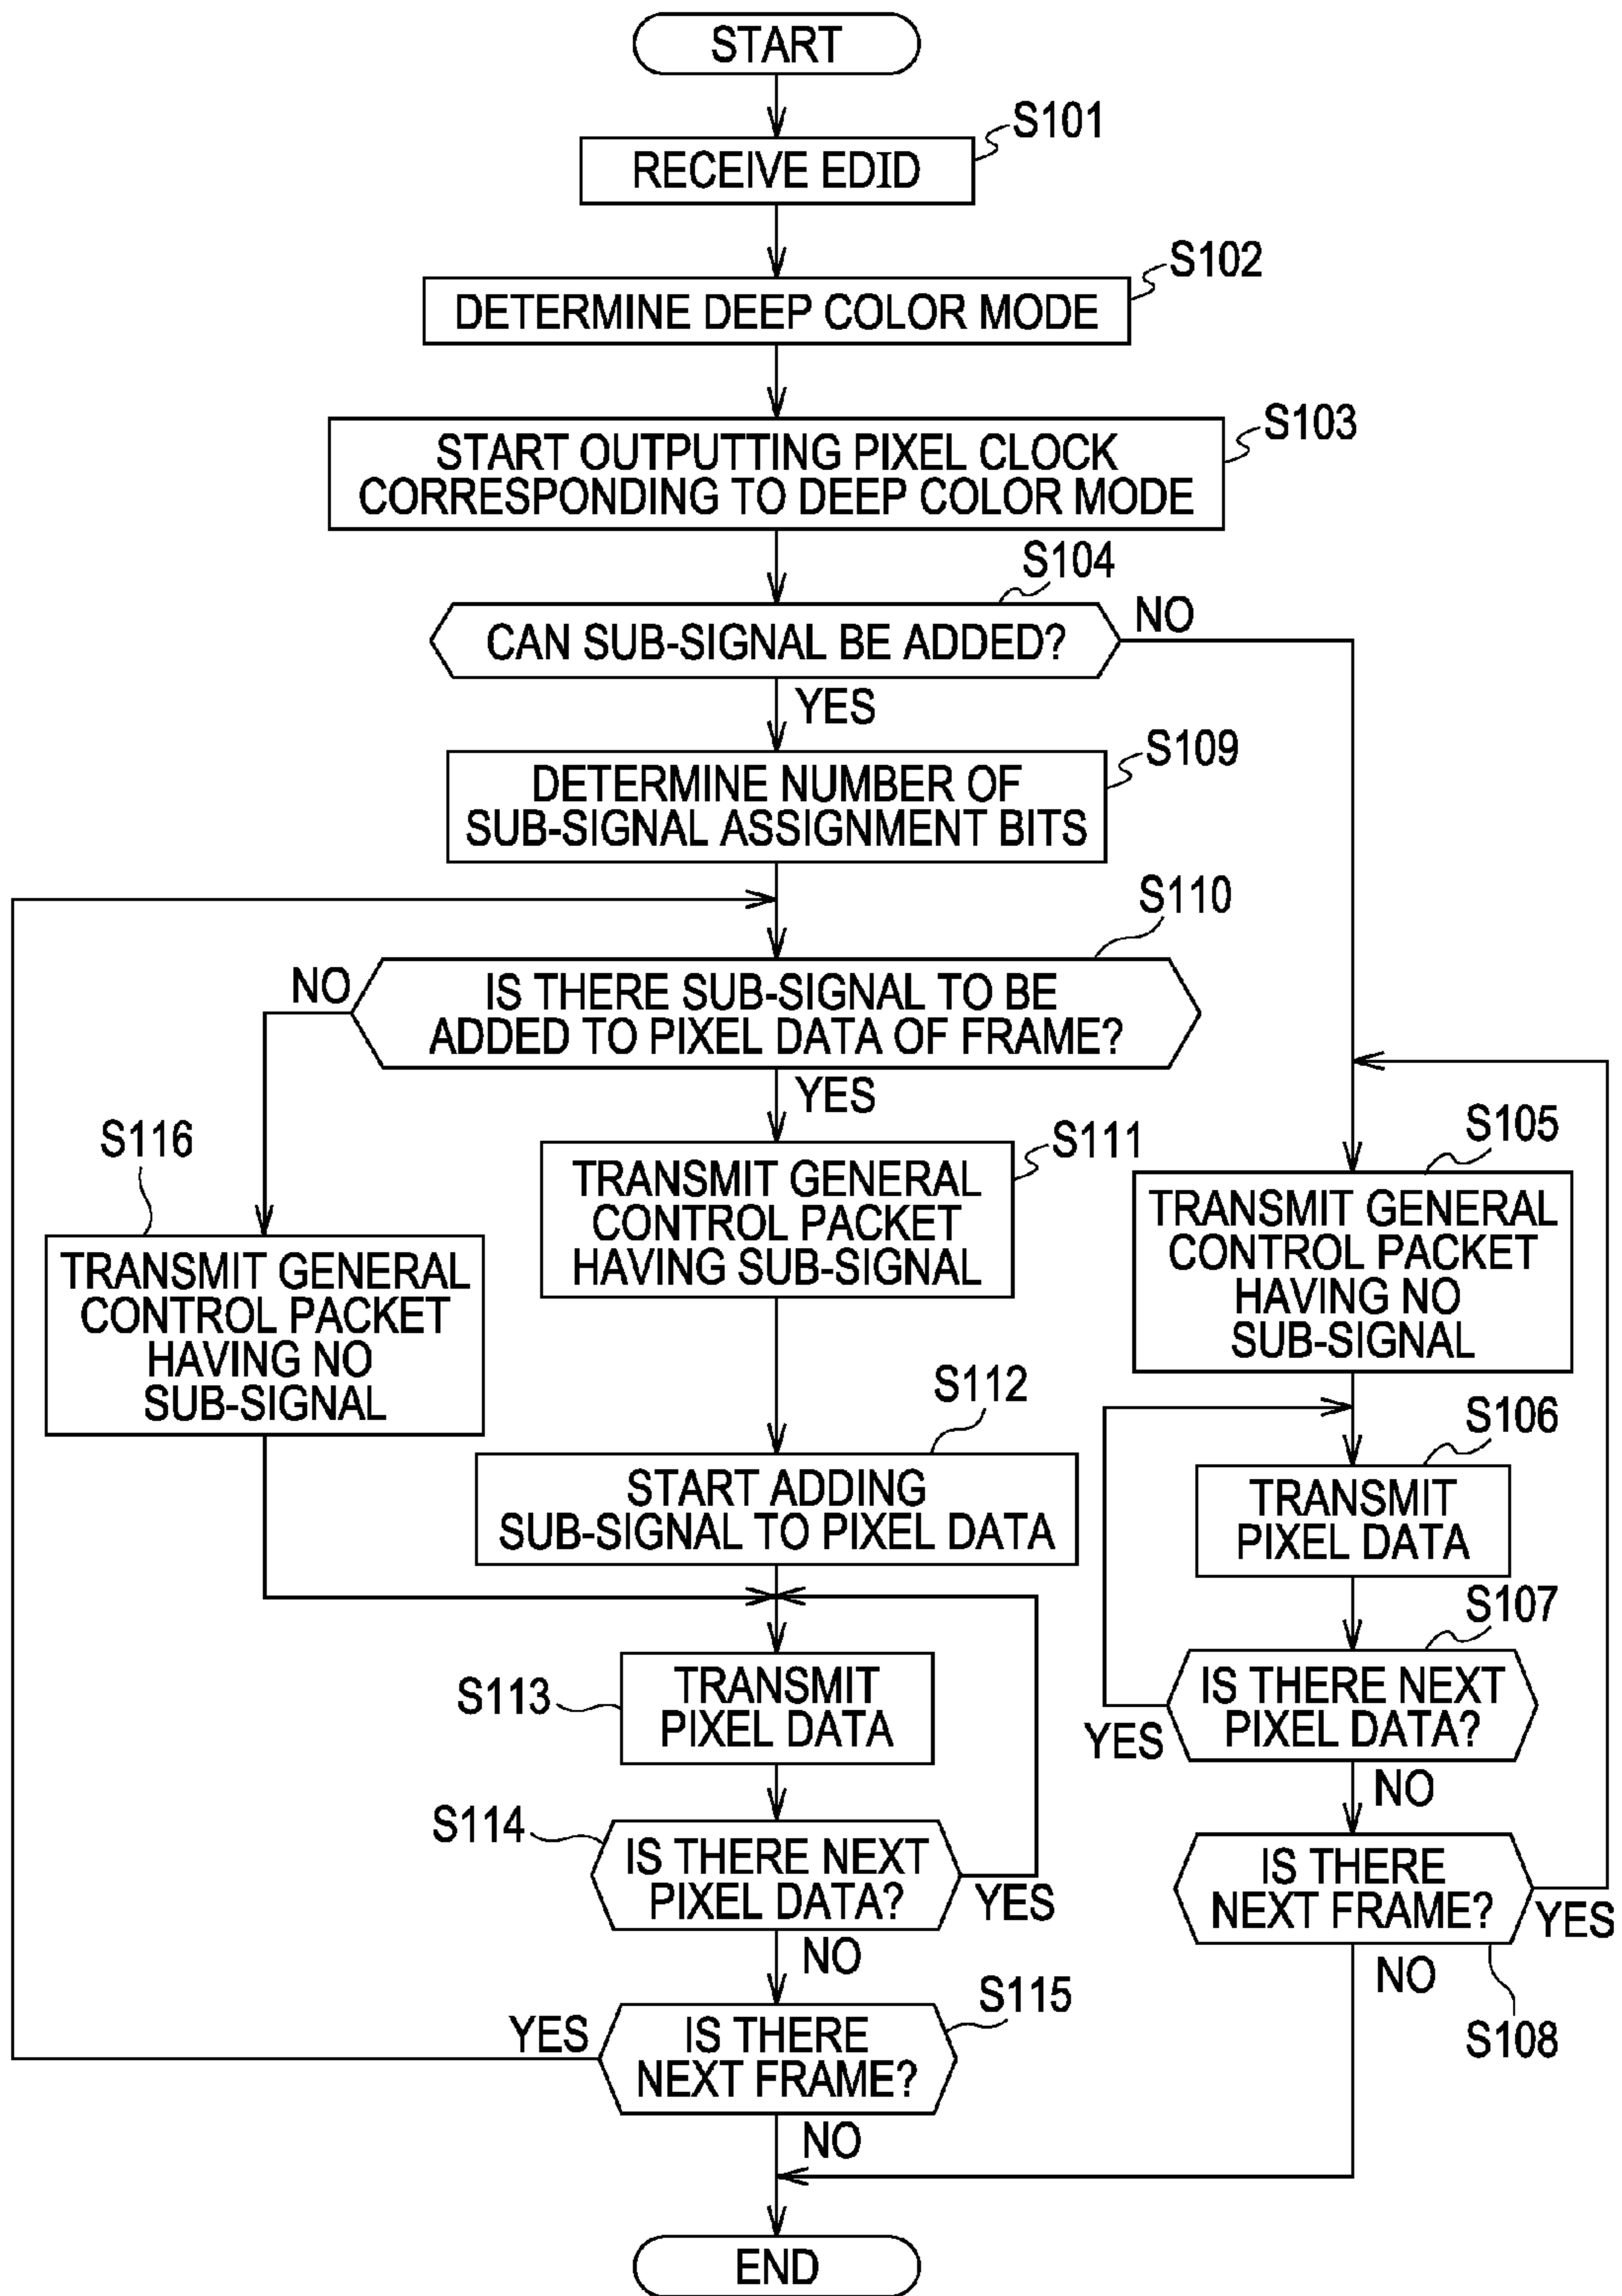 START
S101
RECEIVE EDID
S102
DETERMINE DEEP COLOR MODE
S103
START OUTPUTTING PIXEL CLOCK
CORRESPONDING TO DEEP COLOR MODE
S104
CAN SUB-SIGNAL BE ADDED?
NO
YES
S109
DETERMINE NUMBER OF
SUB-SIGNAL ASSIGNMENT BITS
S110
IS THERE SUB-SIGNAL TO BE
ADDED TO PIXEL DATA OF FRAME?
NO
YES
S116
TRANSMIT GENERAL
CONTROL PACKET
HAVING NO
SUB-SIGNAL
S111
TRANSMIT GENERAL
CONTROL PACKET
HAVING SUB-SIGNAL
S105
TRANSMIT GENERAL
CONTROL PACKET
HAVING NO
SUB-SIGNAL
S112
START ADDING
SUB-SIGNAL TO PIXEL DATA
S106
TRANSMIT
PIXEL DATA
S113
TRANSMIT
PIXEL DATA
S107
IS THERE NEXT
PIXEL DATA?
YES
NO
S114
IS THERE NEXT
PIXEL DATA?
YES
NO
IS THERE
NEXT FRAME?
YES
NO
S108
S115
IS THERE
NEXT FRAME?
YES
NO
END